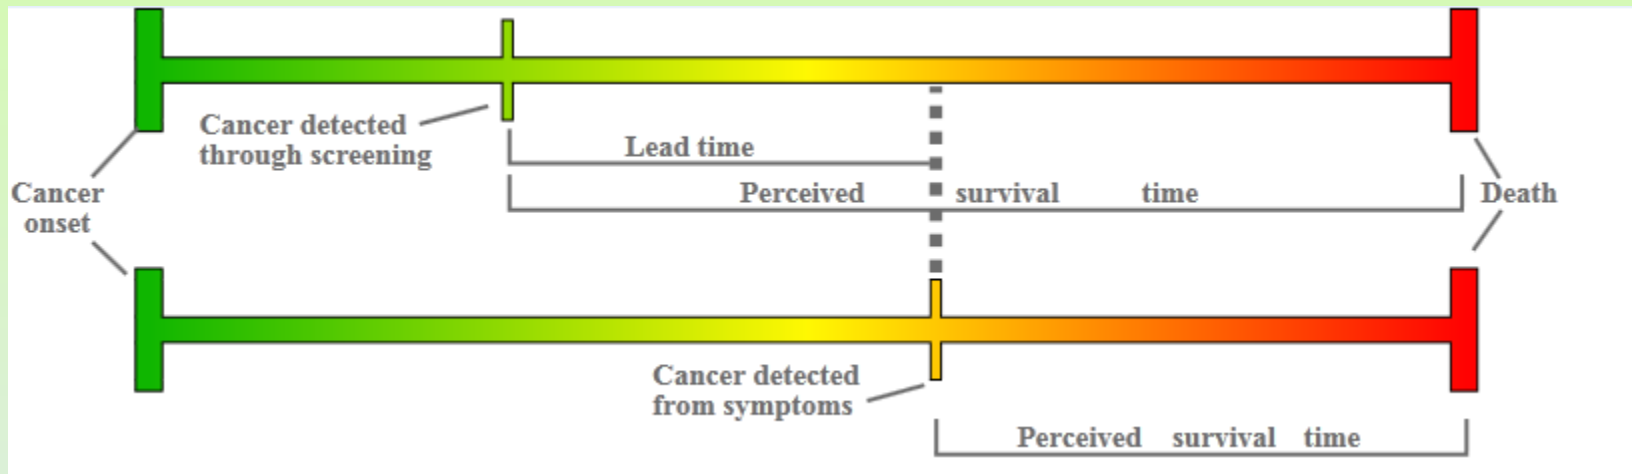 Cancer detected
through screening
Lead time
Perceived survival time
Cancer
onset
Death
Cancer detected
from symptoms
Perceived survival time